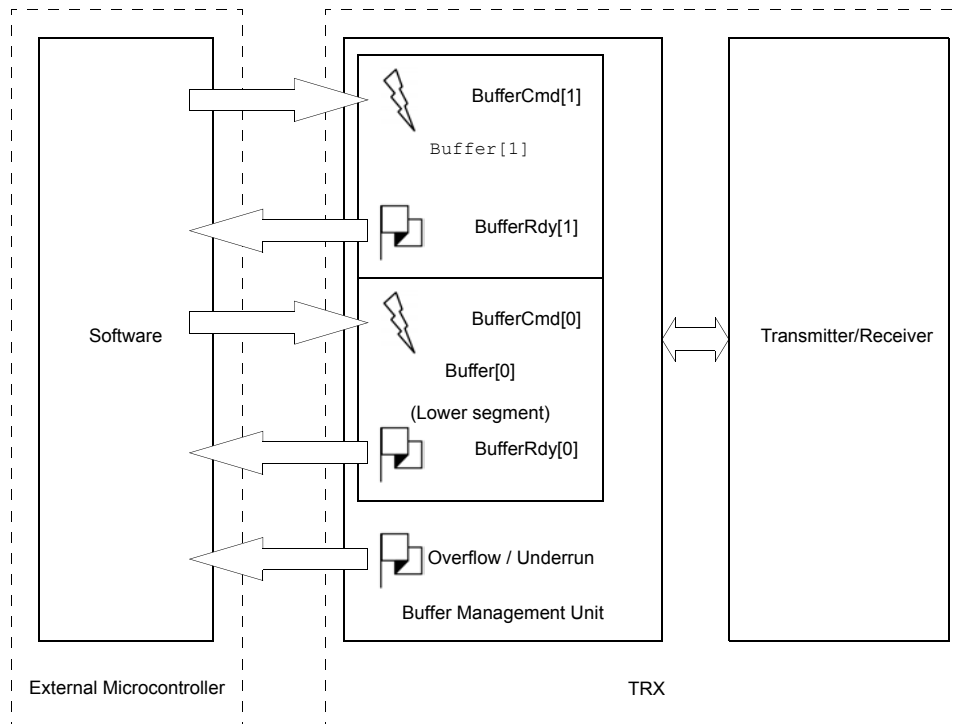 BufferCmd[1]
Buffer[1]
BufferRdy[1]
BufferCmd[0]
Software
Transmitter/Receiver
Buffer[0]
(Lower segment)
BufferRdy[0]
Overflow / Underrun
Buffer Management Unit
External Microcontroller
TRX